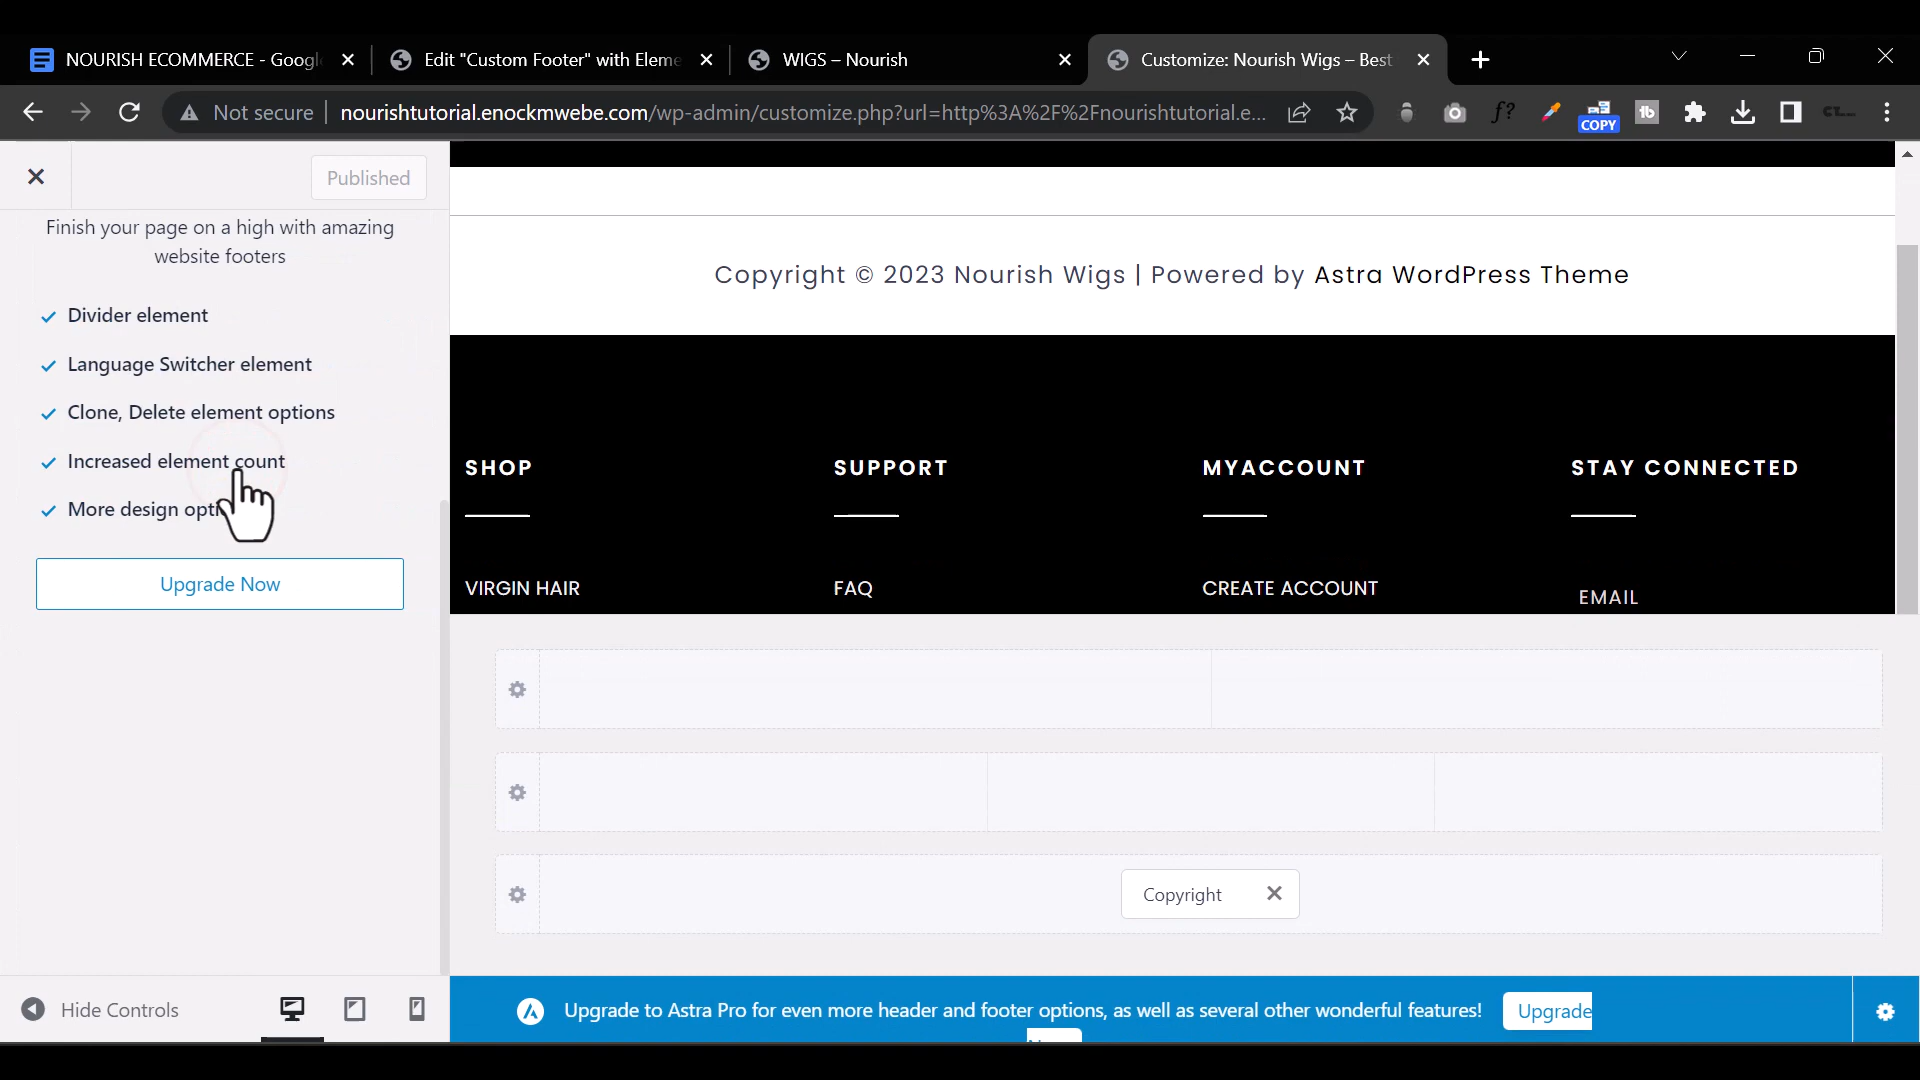 NOURISH ECOMMERCE - Googl
Edit "Custom Footer" with Eleme
WIGS – Nourish
Customize: Nourish Wigs – Best
Not secure
nourishtutorial.enockmwebe.com/wp-admin/customize.php?url=http%3A%2F%2Fnourishtutorial.e...
f?
COPY
tb
Published
Finish your page on a high with amazing
website footers
Divider element
Language Switcher element
Clone, Delete element options
Increased element count
More design opti
Upgrade Now
Hide Controls
Copyright © 2023 Nourish Wigs | Powered by Astra WordPress Theme
SHOP
SUPPORT
MYACCOUNT
STAY CONNECTED
VIRGIN HAIR
FAQ
CREATE ACCOUNT
EMAIL
Copyright
Upgrade to Astra Pro for even more header and footer options, as well as several other wonderful features!
Upgrade